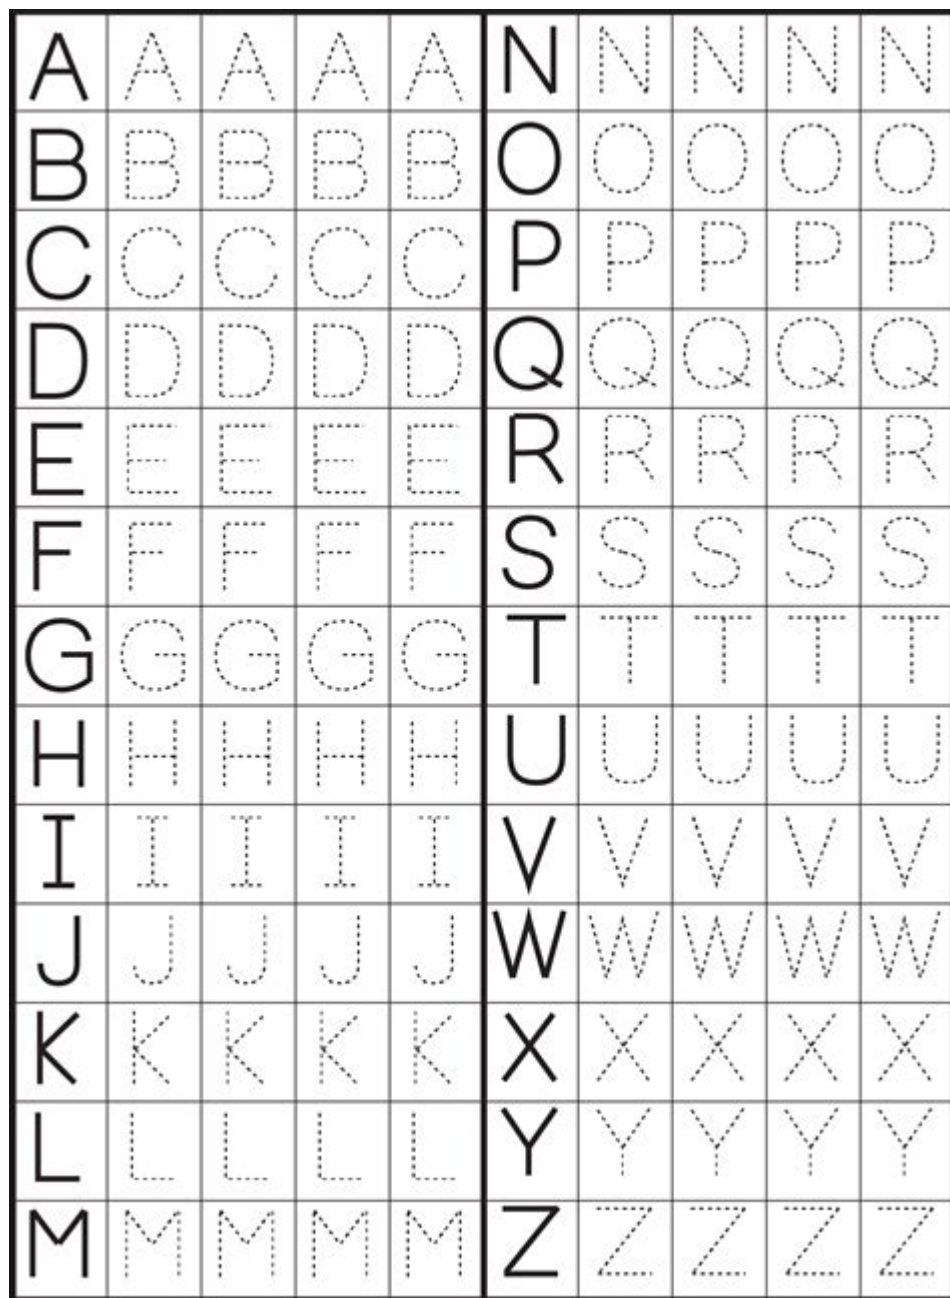 A A A A A N N N N N
B B B B B O O O O O
C C C C C P P P P P
D D D D D Q Q Q Q Q
E E E E E R R R R R
F F F F F S S S S S
G G G G G T T T T T
H H H H H U U U U U
I I I I I V V V V V
J J J J J W W W W W
K K K K K X X X X X
L L L L L Y Y Y Y Y
M M M M M Z Z Z Z Z